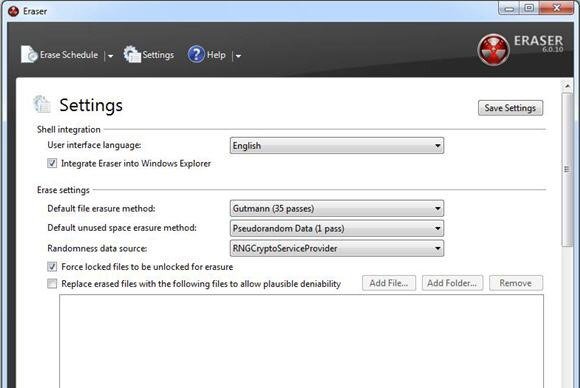 Eraser
Erase Schedule Settings Help
ERASER
6.0.10
Settings
Save Settings
Shell integration
User interface language: English
Integrate Eraser into Windows Explorer
Erase settings
Default file erasure method: Gutmann (35 passes)
Default unused space erasure method: Pseudorandom Data (1 pass)
Randomness data source: RNGCryptoServiceProvider
Force locked files to be unlocked for erasure
Replace erased files with the following files to allow plausible deniability Add File... Add Folder... Remove